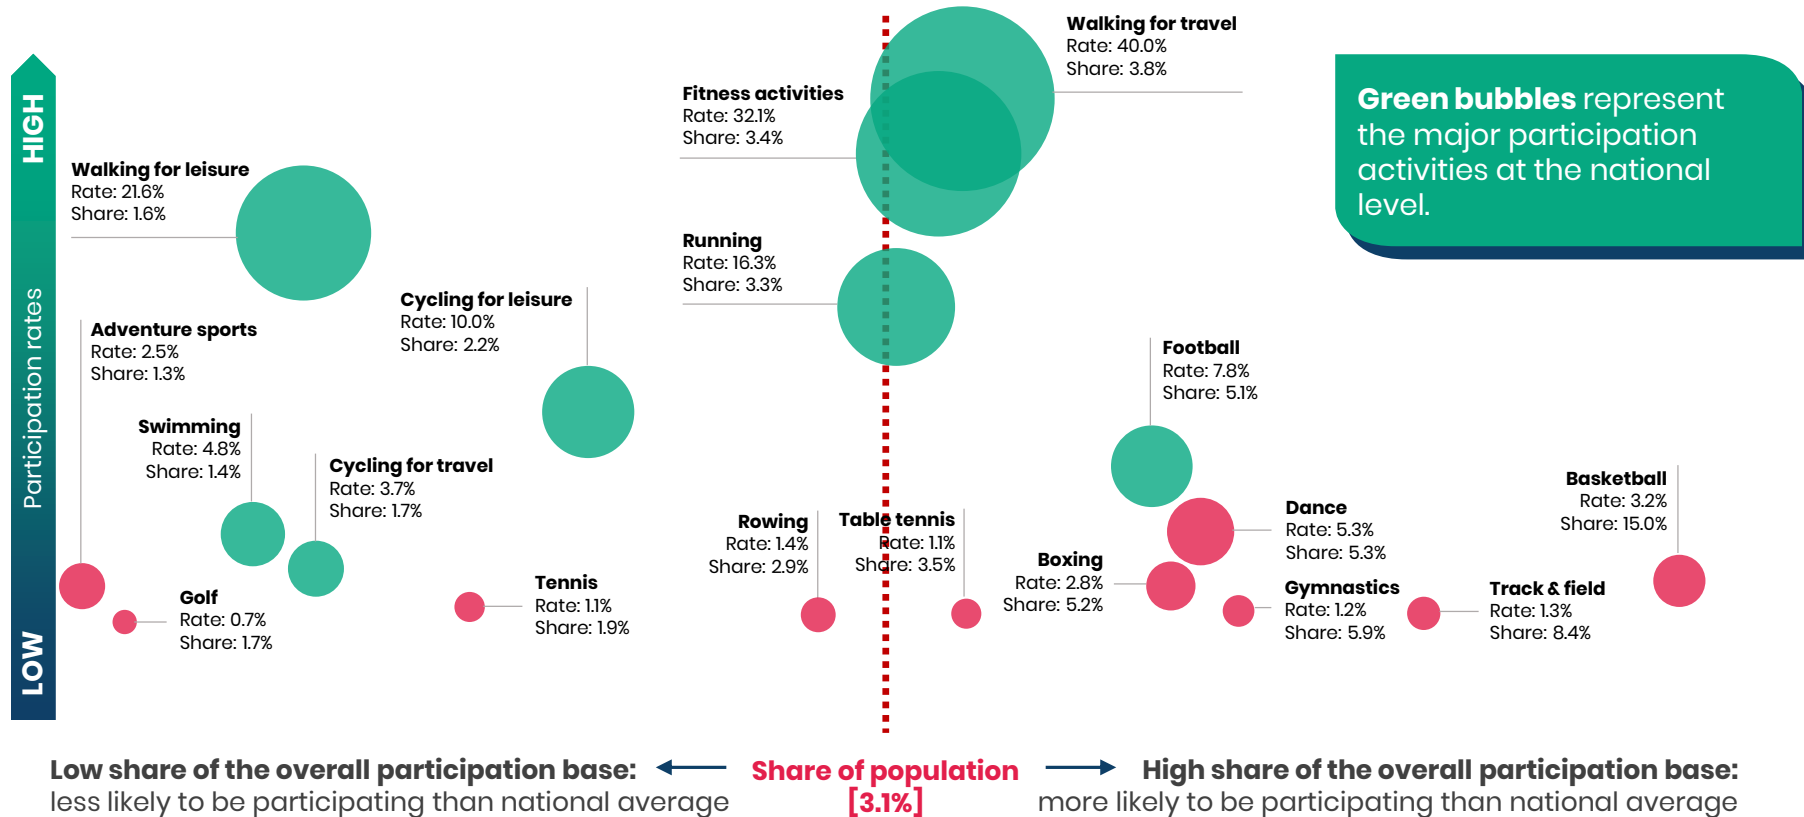 HIGH
Participation rates
LOW
Walking for travel
Rate: 40.0%
Share: 3.8%
Fitness activities
Rate: 32.1%
Share: 3.4%
Green bubbles represent
the major participation
activities at the national
level.
Walking for leisure
Rate: 21.6%
Share: 1.6%
Running
Rate: 16.3%
Share: 3.3%
Cycling for leisure
Rate: 10.0%
Share: 2.2%
Adventure sports
Rate: 2.5%
Share: 1.3%
Football
Rate: 7.8%
Share: 5.1%
Swimming
Rate: 4.8%
Share: 1.4%
Cycling for travel
Rate: 3.7%
Share: 1.7%
Basketball
Rate: 3.2%
Share: 15.0%
Dance
Rate: 5.3%
Share: 5.3%
Rowing
Rate: 1.4%
Share: 2.9%
Table tennis
Rate: 1.1%
Share: 3.5%
Boxing
Rate: 2.8%
Share: 5.2%
Golf
Rate: 0.7%
Share: 1.7%
Tennis
Rate: 1.1%
Share: 1.9%
Gymnastics
Rate: 1.2%
Share: 5.9%
Track & field
Rate: 1.3%
Share: 8.4%
Low share of the overall participation base:
less likely to be participating than national average
Share of population
[3.1%]
High share of the overall participation base:
more likely to be participating than national average